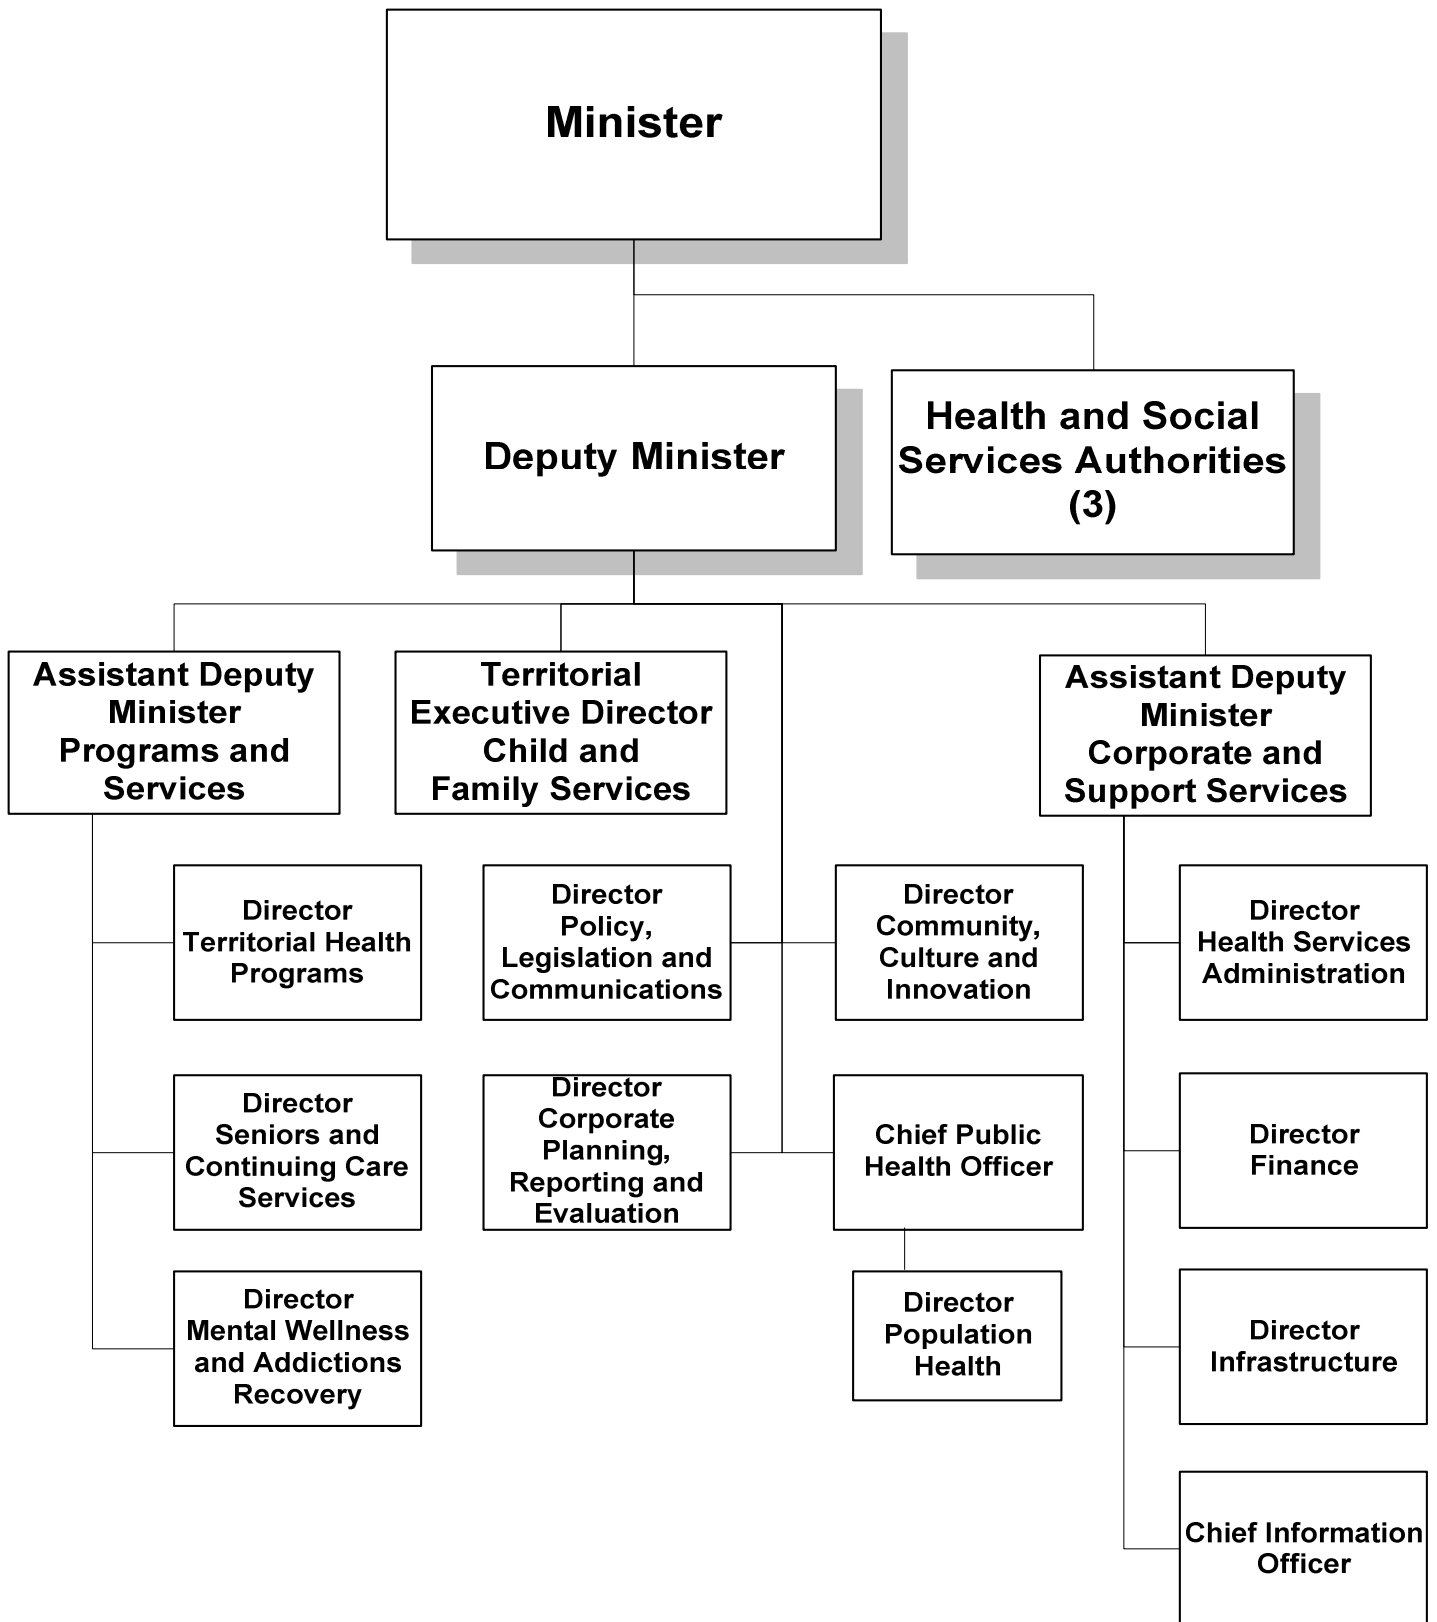 Minister
Deputy Minister
Health and Social
Services Authorities
(3)
Assistant Deputy
Minister
Programs and
Services
Territorial
Executive Director
Child and
Family Services
Assistant Deputy
Minister
Corporate and
Support Services
Director
Territorial Health
Programs
Director
Policy,
Legislation and
Communications
Director
Community,
Culture and
Innovation
Director
Health Services
Administration
Director
Seniors and
Continuing Care
Services
Director
Corporate
Planning,
Reporting and
Evaluation
Chief Public
Health Officer
Director
Finance
Director
Mental Wellness
and Addictions
Recovery
Director
Population
Health
Director
Infrastructure
Chief Information
Officer